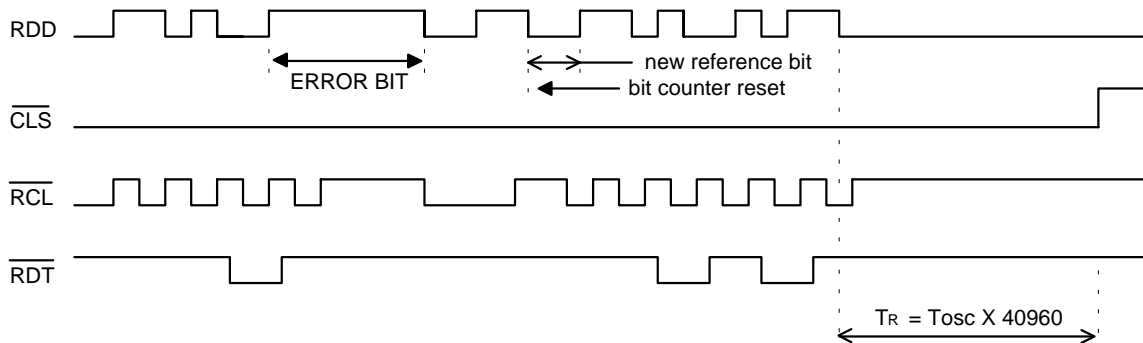 RDD
new reference bit
ERROR BIT
bit counter reset
CLS
RCL
RDT
TR = Tosc X 40960